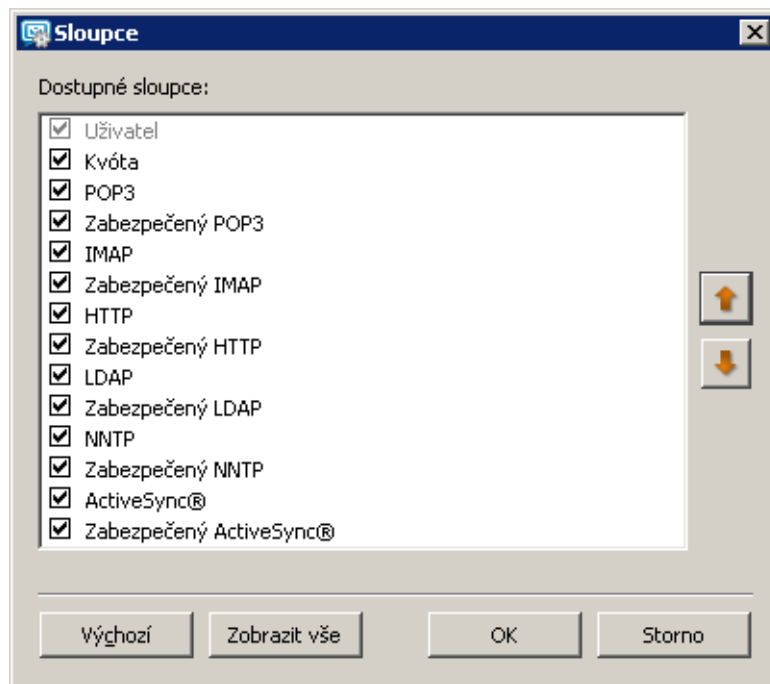 Sloupce
Dostupné sloupce:
Uživatel
Kvóta
POP3
Zabezpečený POP3
IMAP
Zabezpečený IMAP
HTTP
Zabezpečený HTTP
LDAP
Zabezpečený LDAP
NNTP
Zabezpečený NNTP
ActiveSync®
Zabezpečený ActiveSync®
Výchozí Zobrazit vše OK Storno